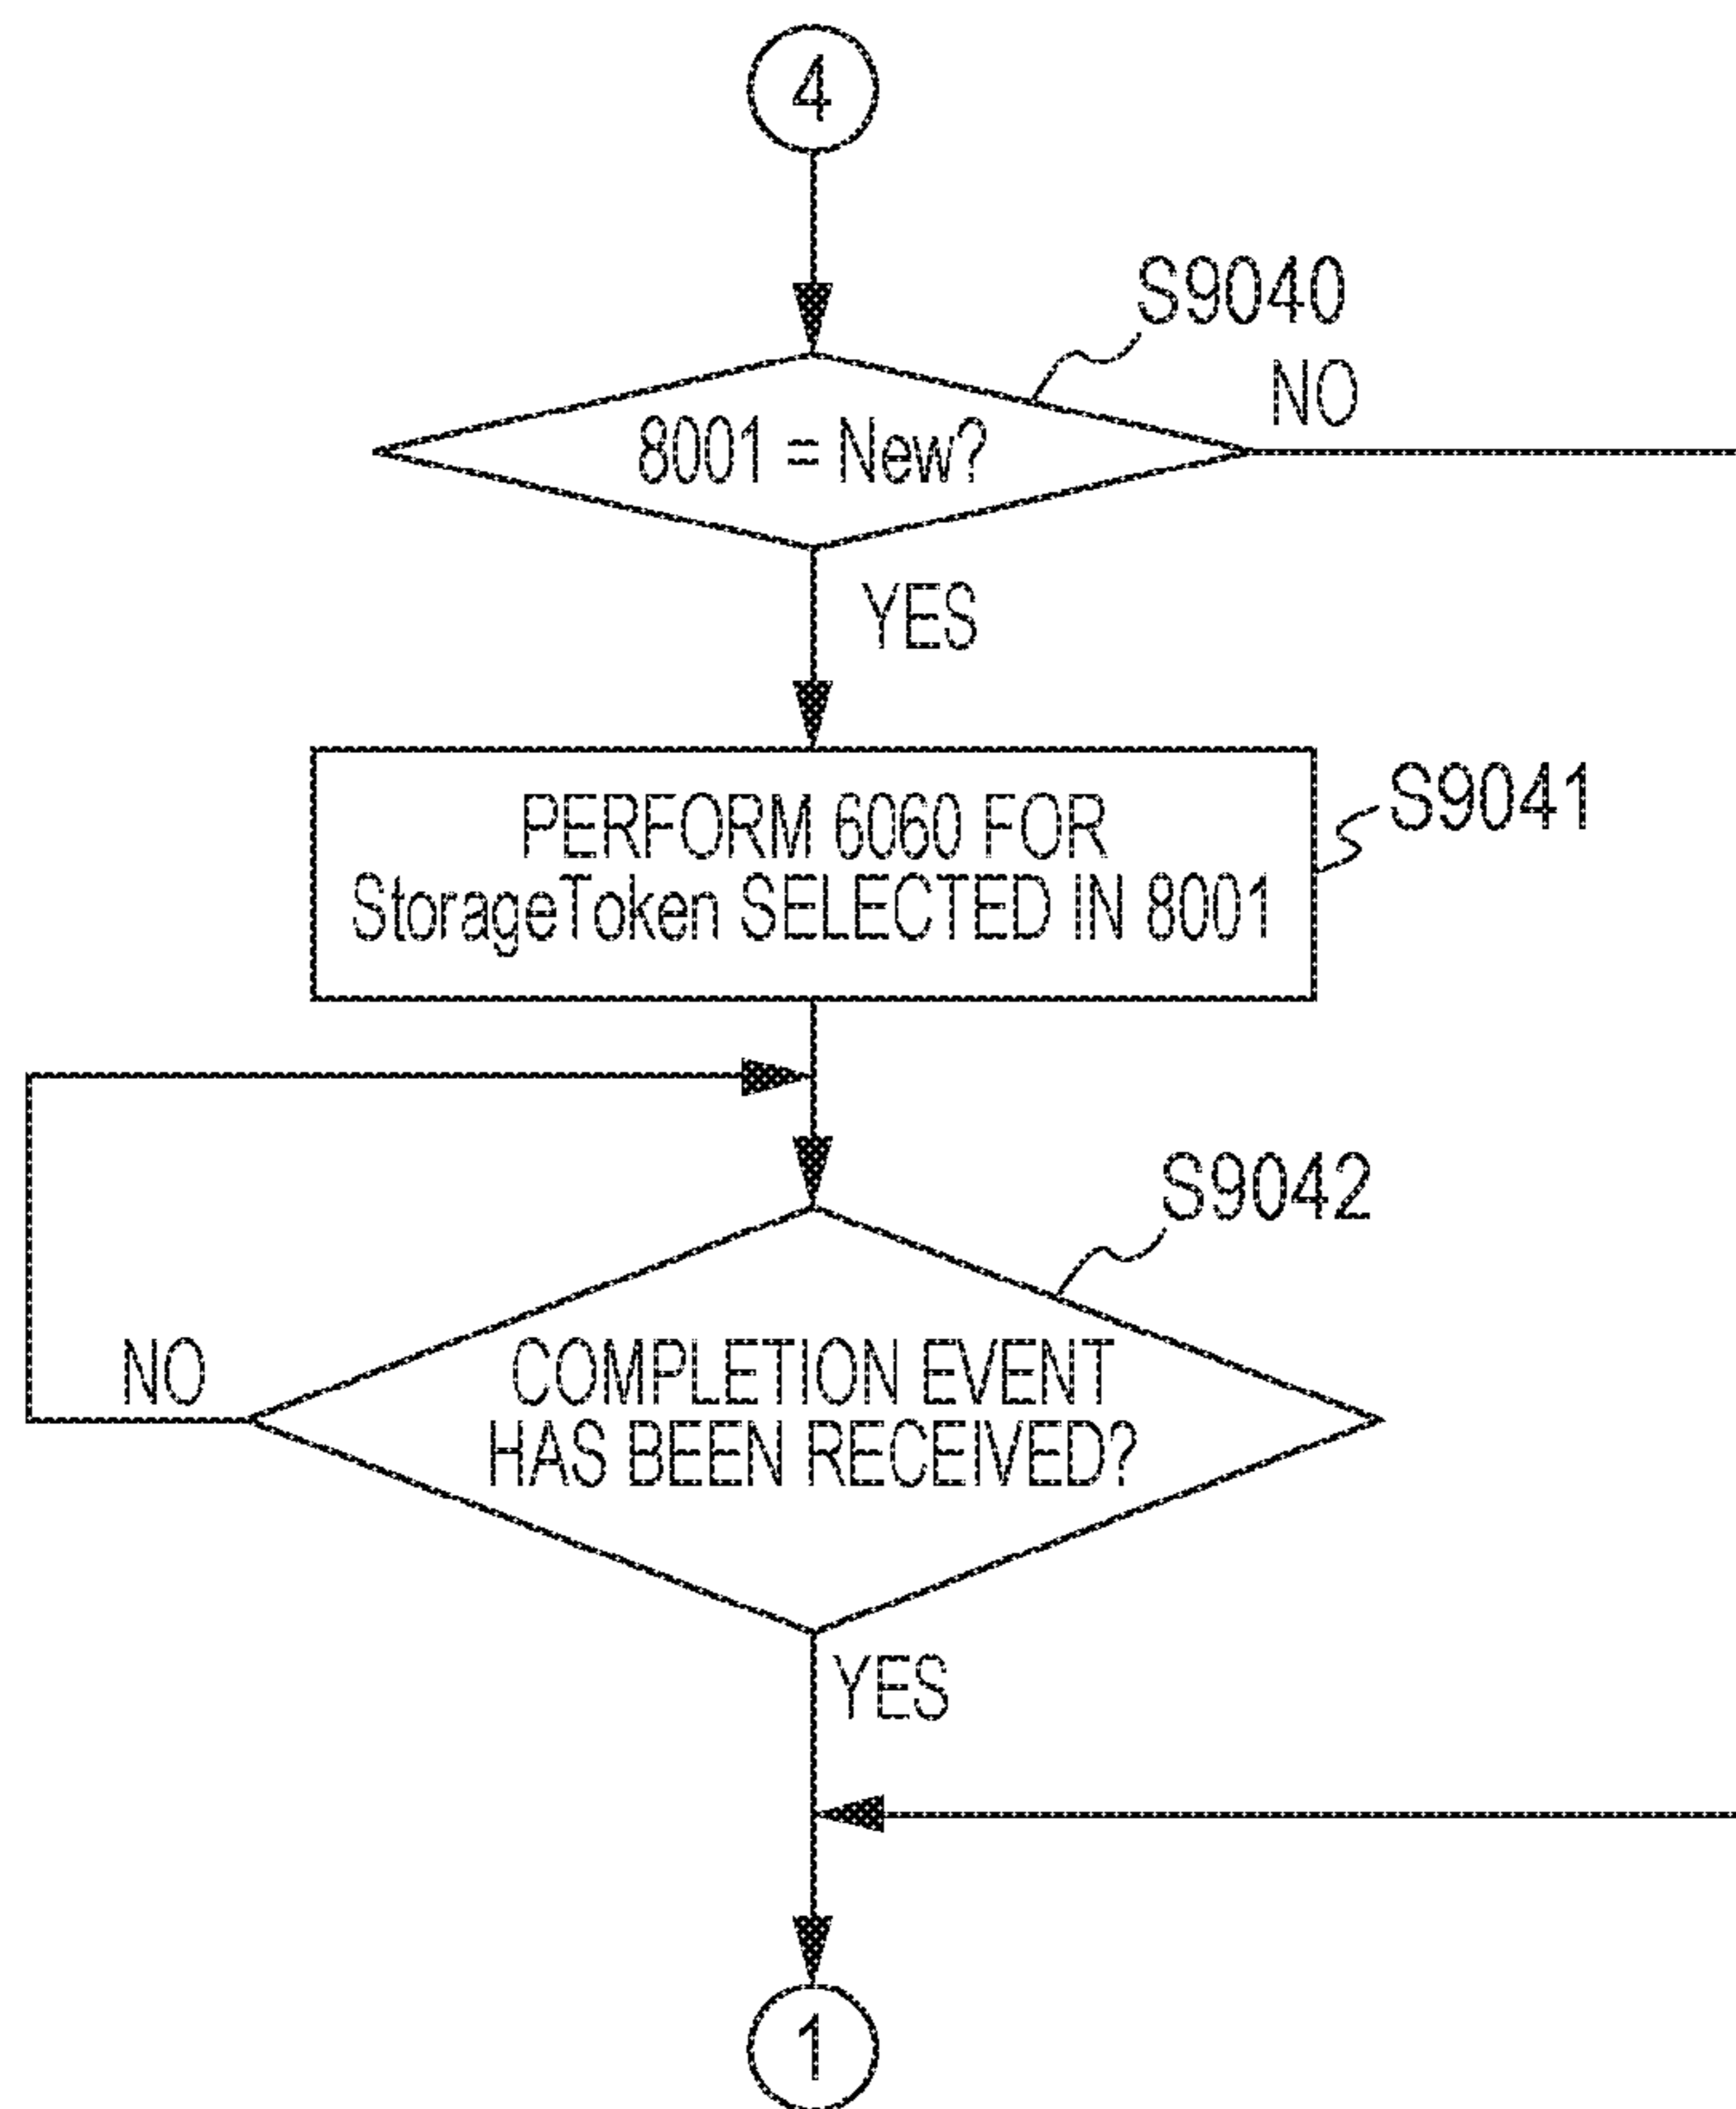 4
S9040
8001 = New?
NO
YES
PERFORM 6060 FOR
StorageToken SELECTED IN 8001
S9041
S9042
NO
COMPLETION EVENT
HAS BEEN RECEIVED?
YES
1